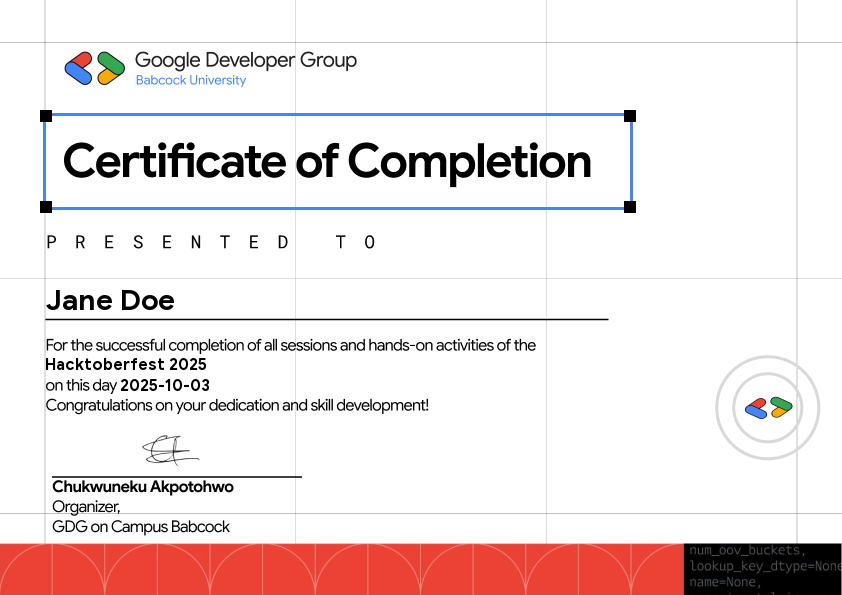 Google Developer Group
Babcock University
Certificate of Completion
PRESENTED TO
Jane Doe
For the successful completion of all sessions and hands-on activities of the
Hacktoberfest 2025
on this day 2025-10-03
Congratulations on your dedication and skill development!
Chukwuneku Akpotohwo
Organizer,
GDG on Campus Babcock
num_oov_buckets,
lookup_key_dtype=None
name=None,